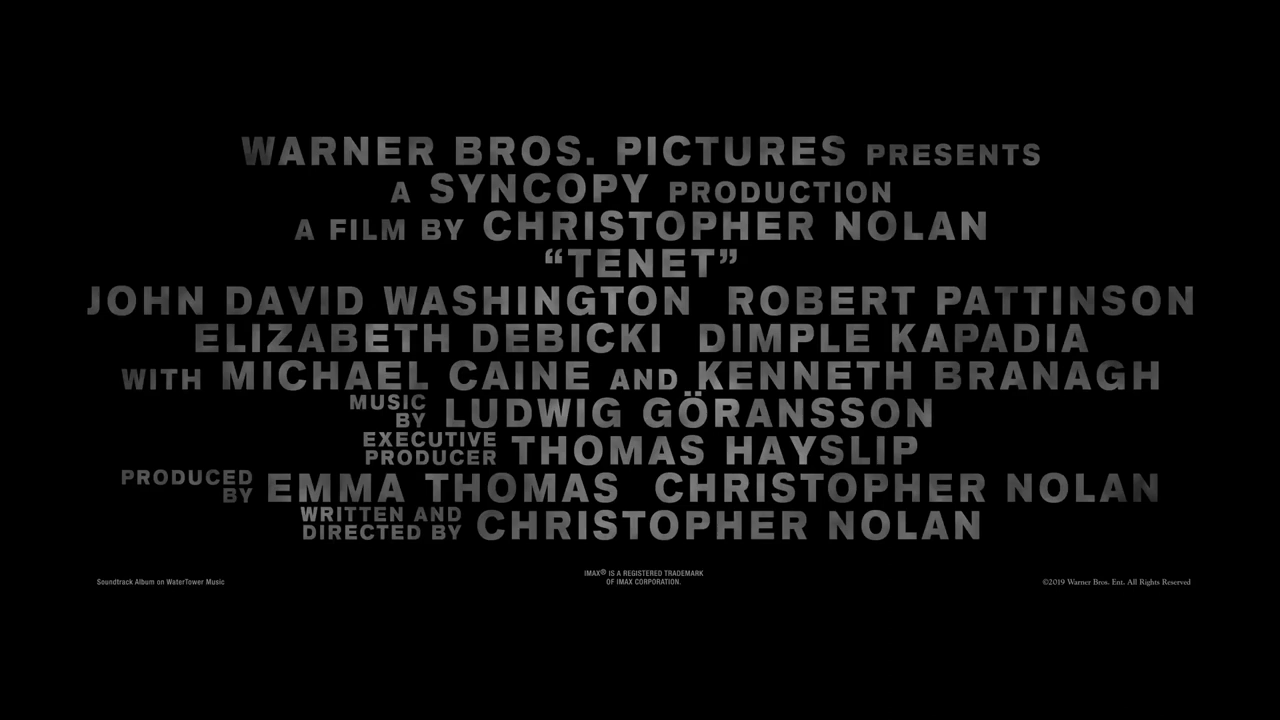 WARNER BROS. PICTURES PRESENTS
A SYNCOPY PRODUCTION
A FILM BY CHRISTOPHER NOLAN
“TENET”
JOHN DAVID WASHINGTON ROBERT PATTINSON
ELIZABETH DEBICKI DIMPLE KAPADIA
WITH MICHAEL CAINE AND KENNETH BRANAGH
MUSIC BY LUDWIG GÖRANSSON
EXECUTIVE PRODUCER THOMAS HAYSLIP
PRODUCED BY EMMA THOMAS CHRISTOPHER NOLAN
WRITTEN AND DIRECTED BY CHRISTOPHER NOLAN
Soundtrack Album on WaterTower Music
IMAX® IS A REGISTERED TRADEMARK
OF IMAX CORPORATION.
©2019 Warner Bros. Ent. All Rights Reserved